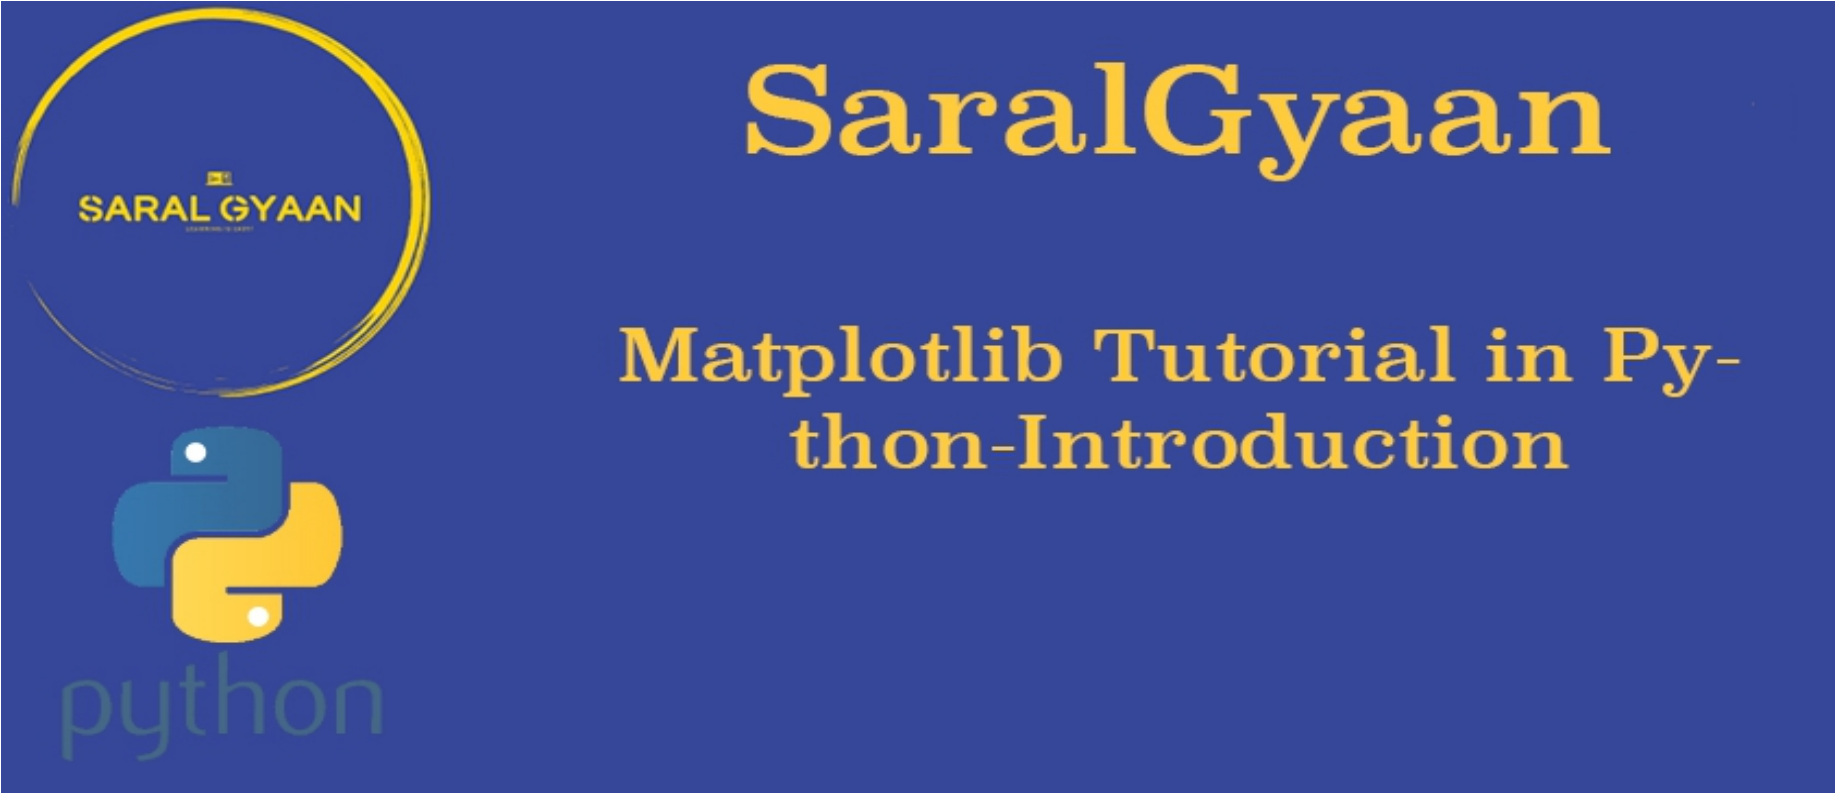 SARAL GYAAN
python
SaralGyaan
Matplotlib Tutorial in Py-
thon-Introduction